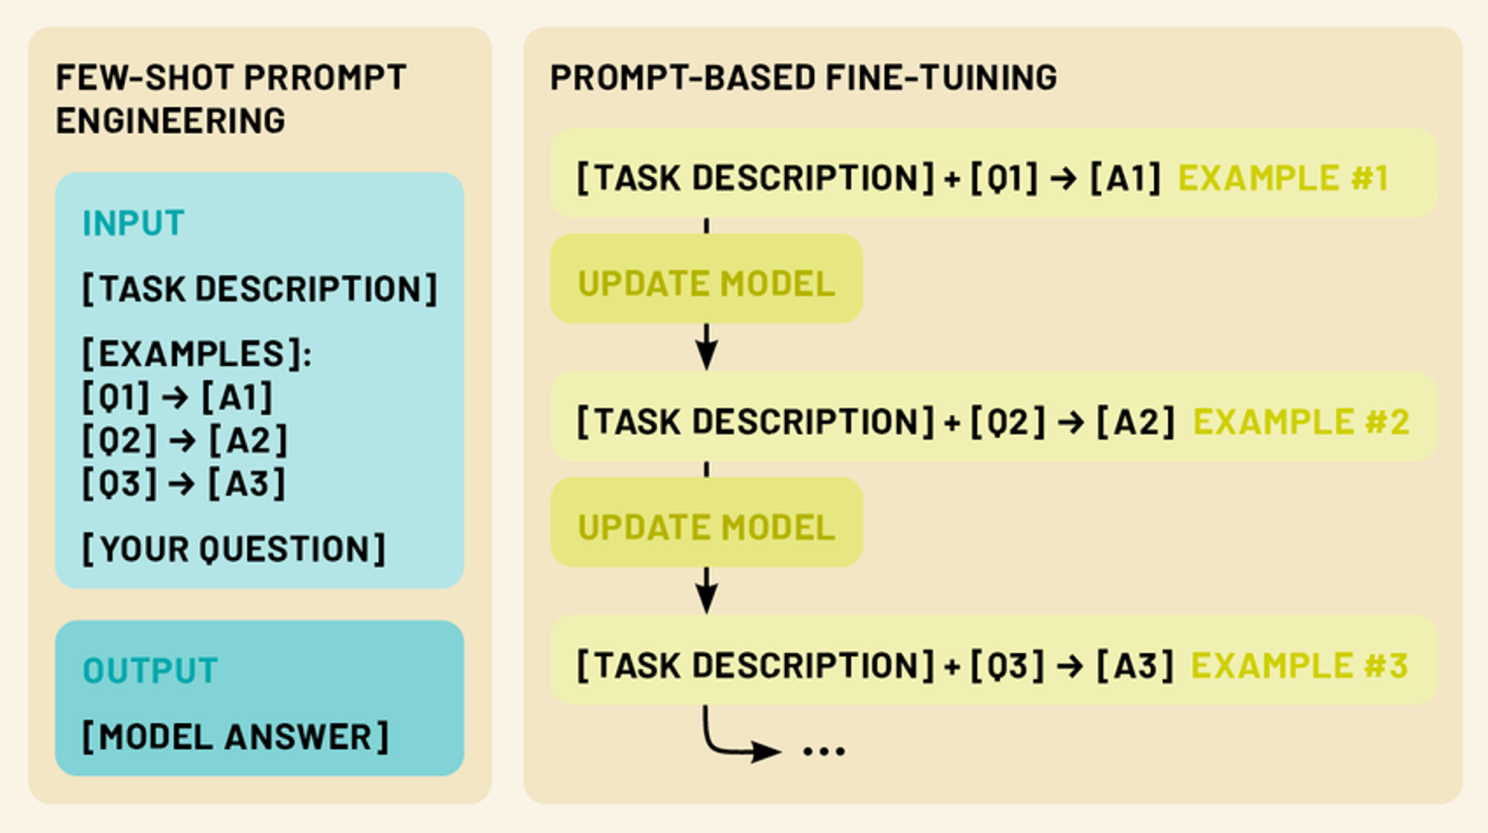 FEW-SHOT PRROMPT
ENGINEERING
INPUT
[TASK DESCRIPTION]
[EXAMPLES]:
[Q1] → [A1]
[Q2] → [A2]
[Q3] → [A3]
[YOUR QUESTION]
OUTPUT
[MODEL ANSWER]
PROMPT-BASED FINE-TUINING
[TASK DESCRIPTION] + [Q1] → [A1] EXAMPLE #1
UPDATE MODEL
[TASK DESCRIPTION] + [Q2] → [A2] EXAMPLE #2
UPDATE MODEL
[TASK DESCRIPTION] + [Q3] → [A3] EXAMPLE #3
...